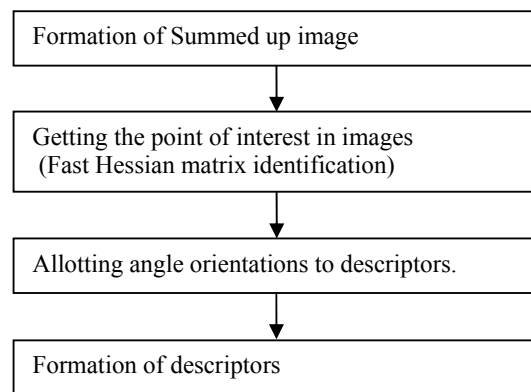 Formation of Summed up image
Getting the point of interest in images
(Fast Hessian matrix identification)
Allotting angle orientations to descriptors.
Formation of descriptors